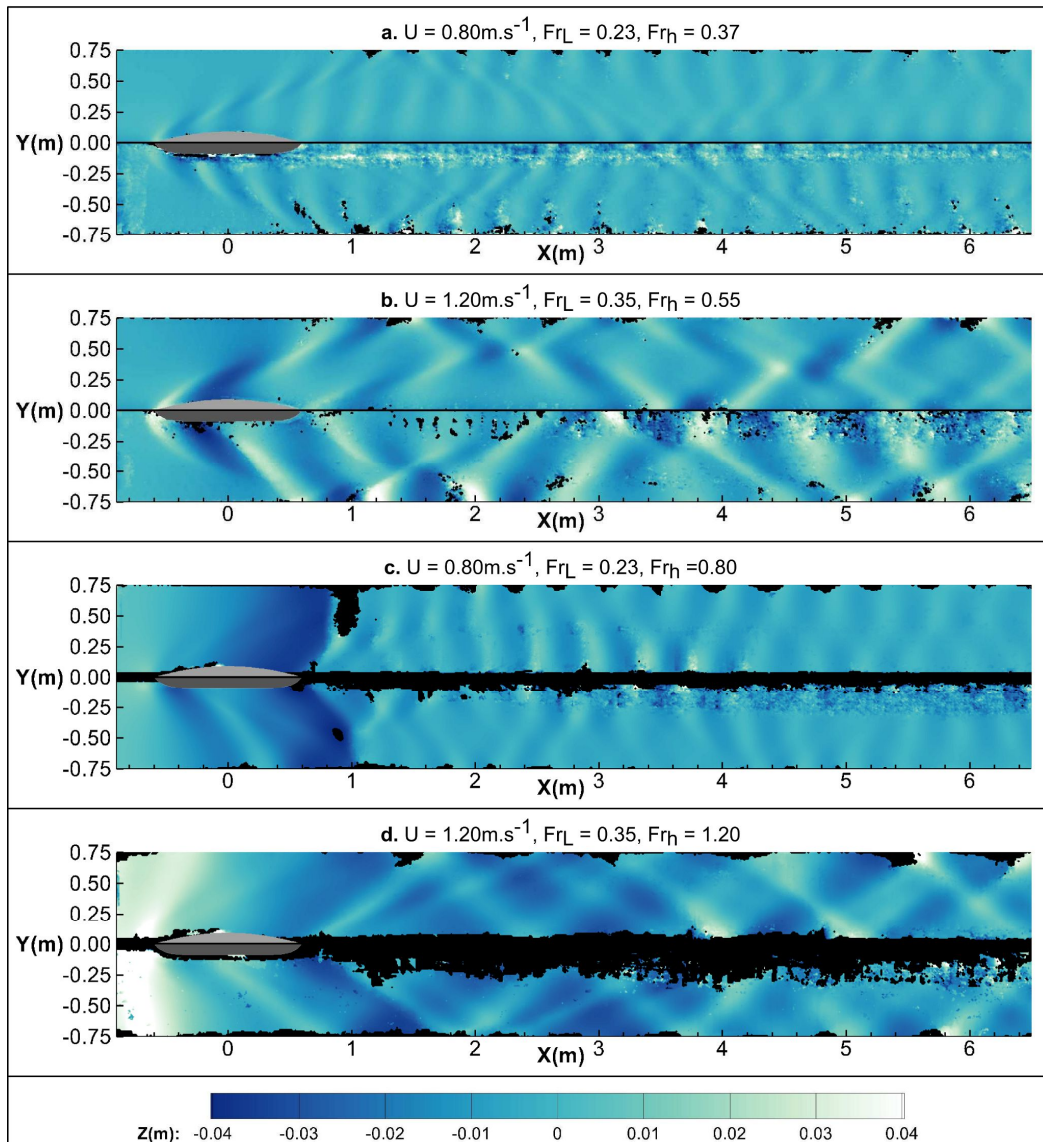 a. U = 0.80m.s-1, FrL = 0.23, Frh = 0.37
0.75
0.50
0.25
Y(m) 0.00
-0.25
-0.50
-0.75
0 1 2 3 4 5 6
X(m)
b. U = 1.20m.s-1, FrL = 0.35, Frh = 0.55
0.75
0.50
0.25
Y(m) 0.00
-0.25
-0.50
-0.75
0 1 2 3 4 5 6
X(m)
c. U = 0.80m.s-1, FrL = 0.23, Frh =0.80
0.75
0.50
0.25
Y(m) 0.00
-0.25
-0.50
-0.75
0 1 2 3 4 5 6
X(m)
d. U = 1.20m.s-1, FrL = 0.35, Frh = 1.20
0.75
0.50
0.25
Y(m) 0.00
-0.25
-0.50
-0.75
0 1 2 3 4 5 6
X(m)
Z(m): -0.04 -0.03 -0.02 -0.01 0 0.01 0.02 0.03 0.04